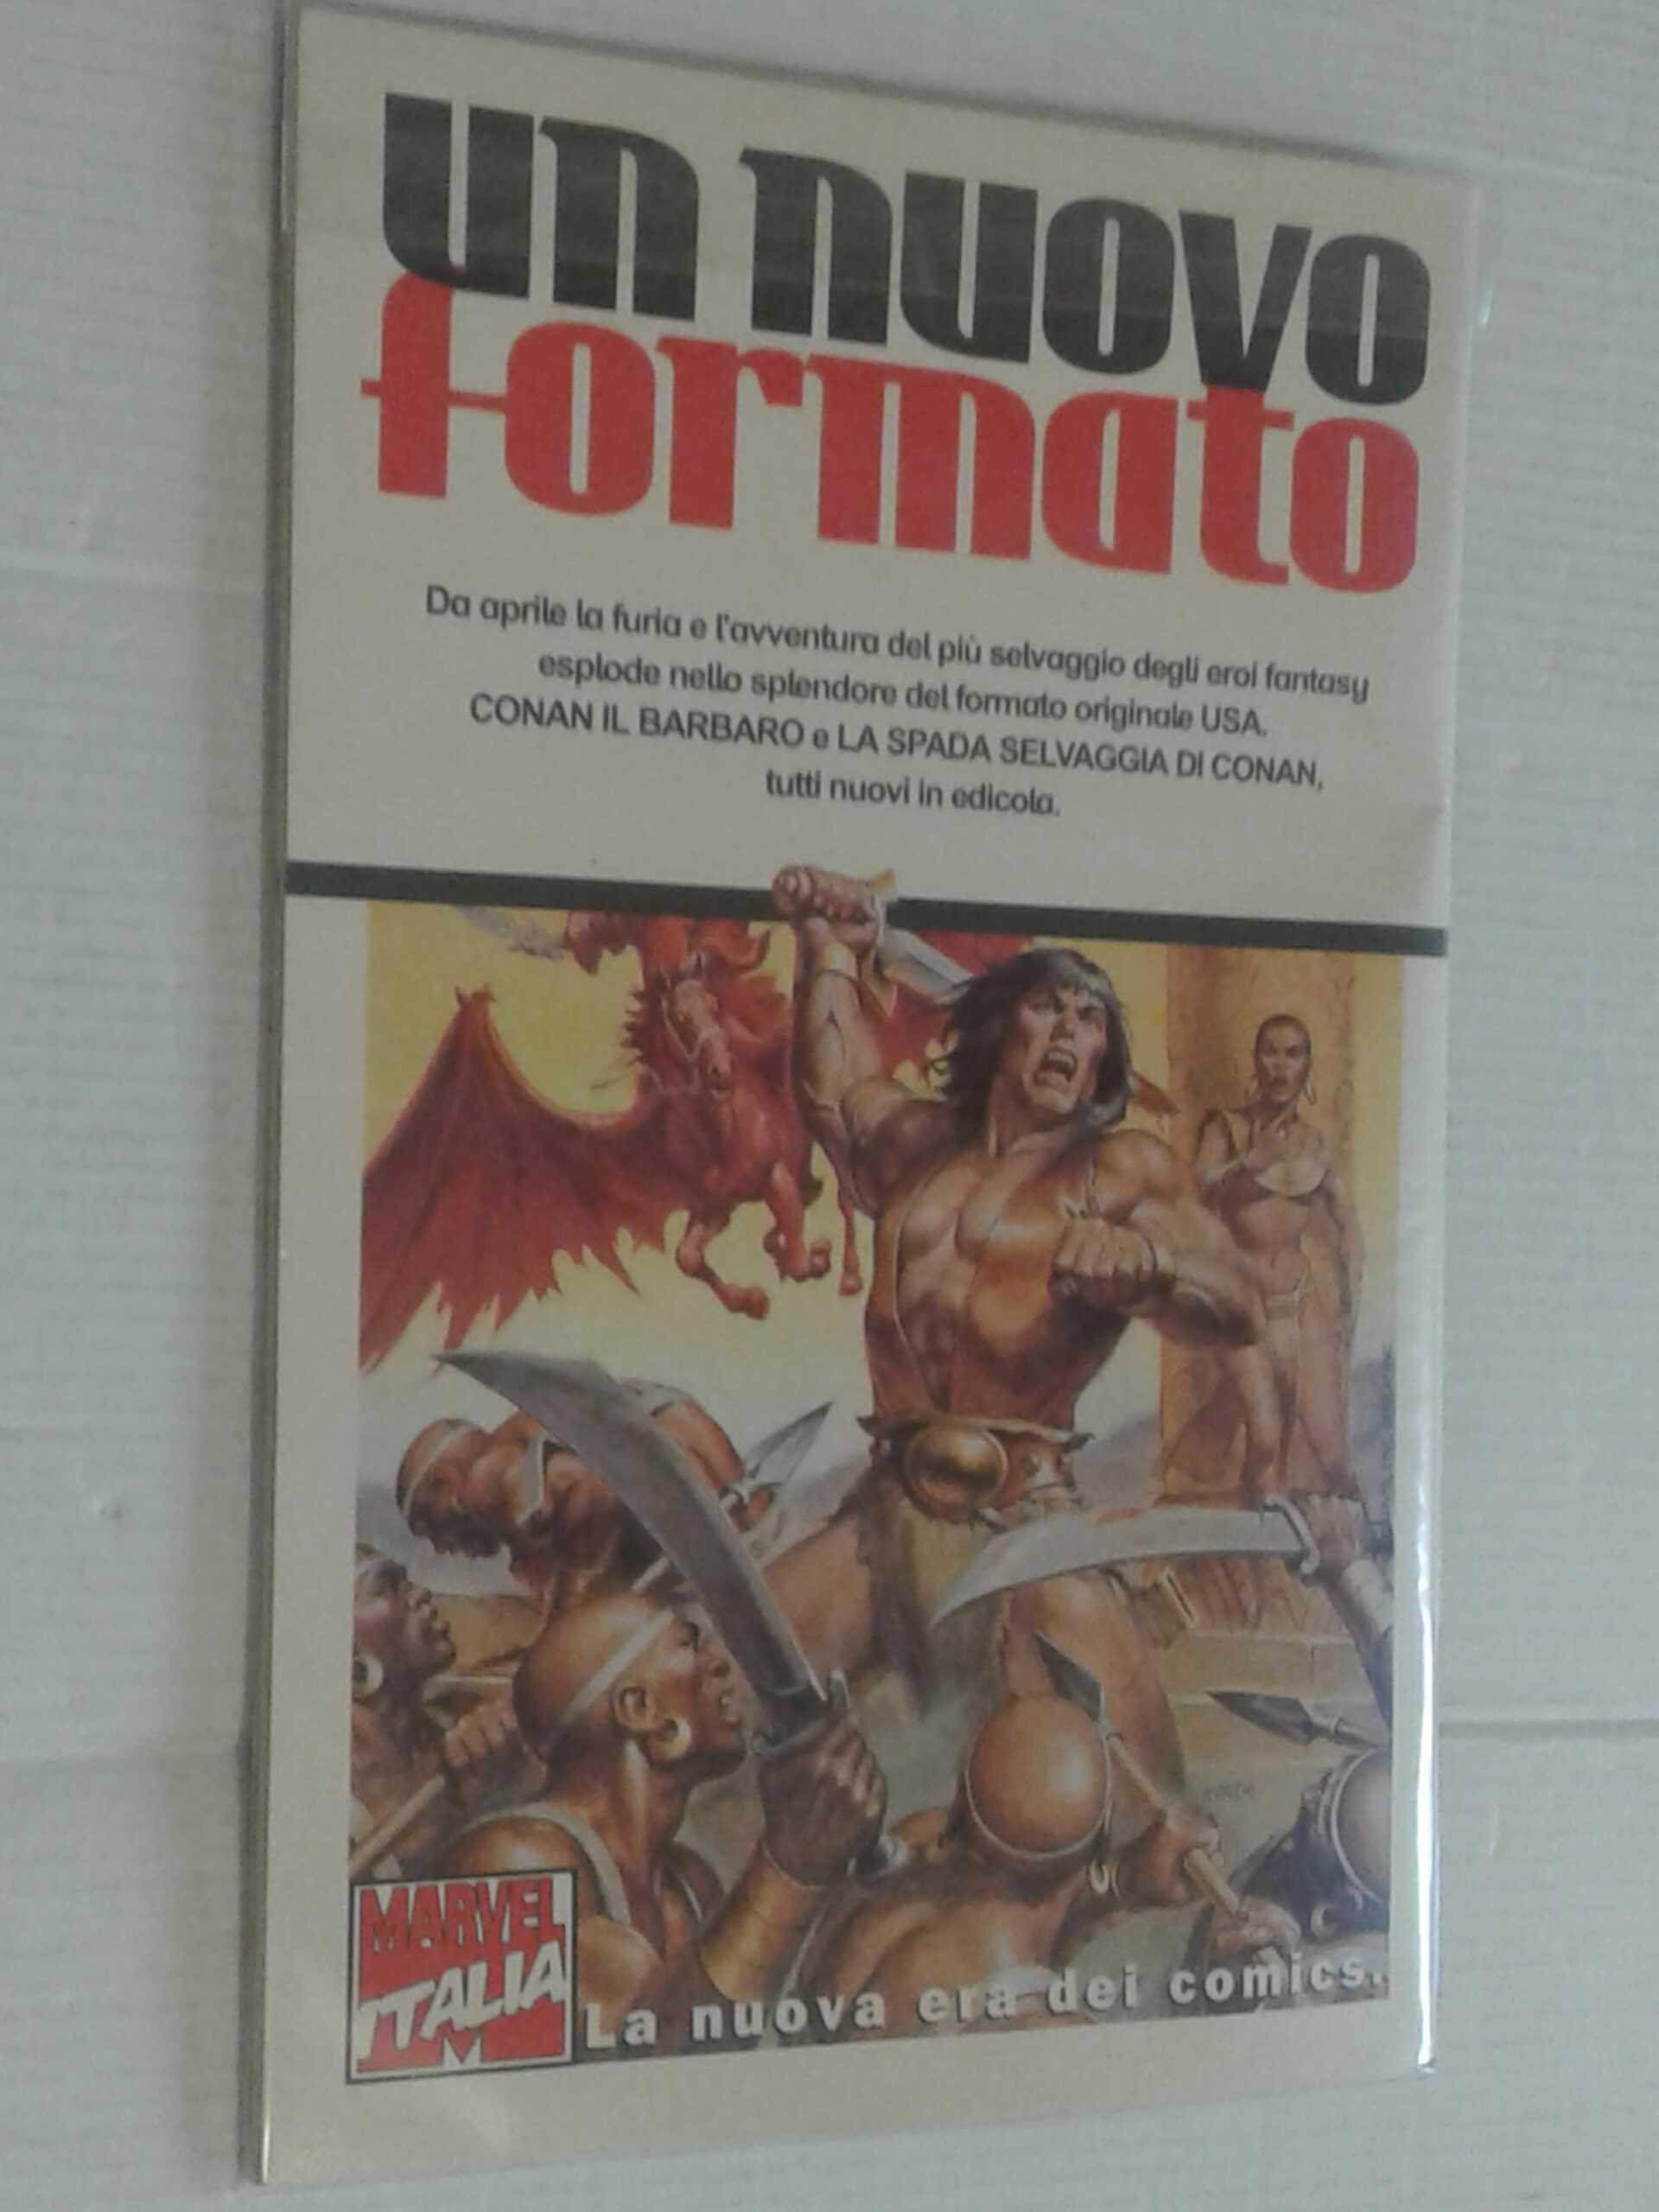 un nuovo
formato
Da aprile la furia e l'avventura del più selvaggio degli eroi fantasy
esplode nello splendore del formato originale USA.
CONAN IL BARBARO e LA SPADA SELVAGGIA DI CONAN,
tutti nuovi in edicola.
MARVEL
ITALIA
La nuova era dei comics.